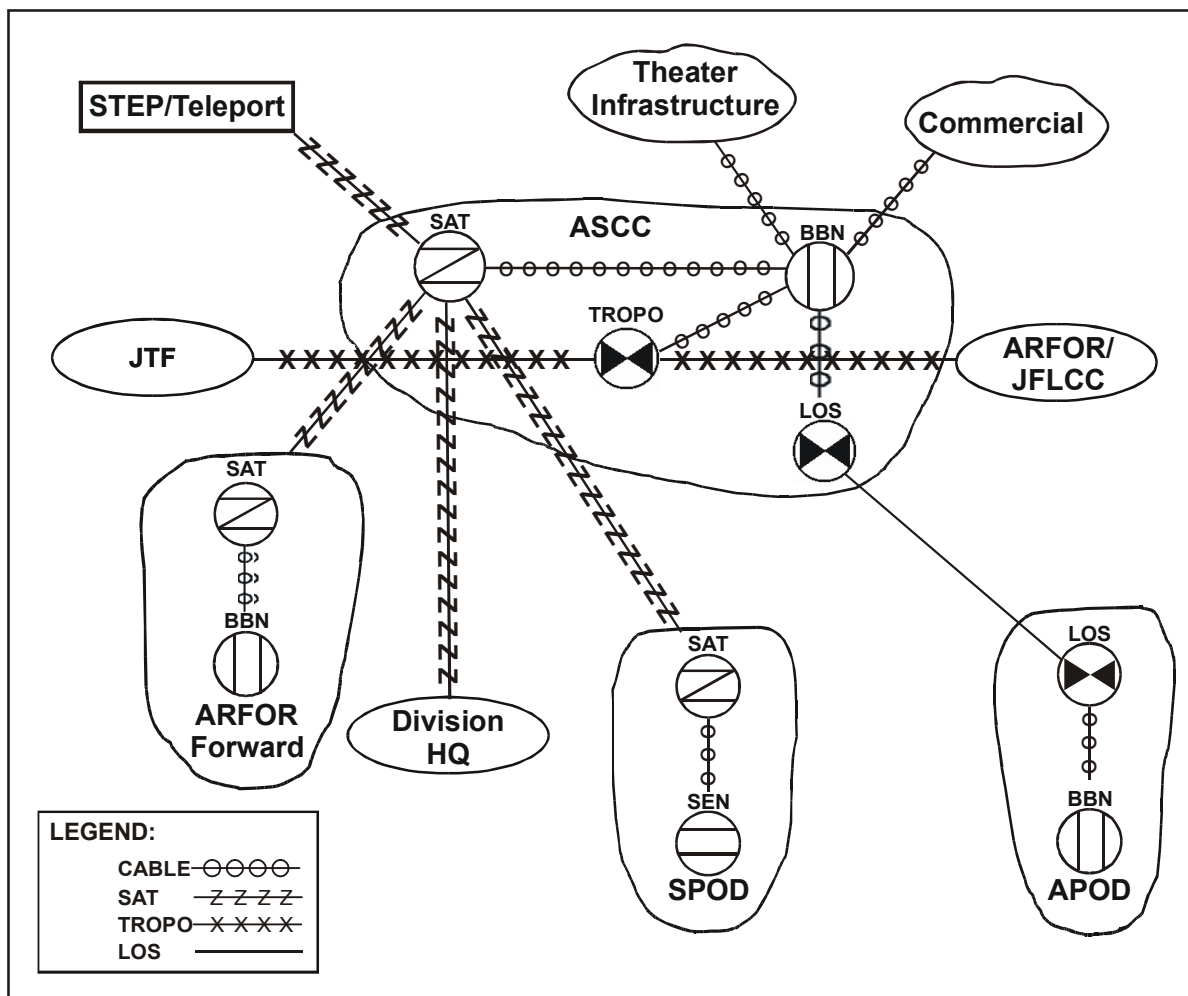 STEP/Teleport
Theater
Infrastructure
Commercial
SAT
ASCC
BBN
TROPO
JTF
ARFOR/
JFLCC
LOS
SAT
BBN
ARFOR
Forward
Division
HQ
SAT
SEN
SPOD
LOS
BBN
APOD
LEGEND:
CABLE
SAT Z Z Z Z
TROPO X X X X
LOS